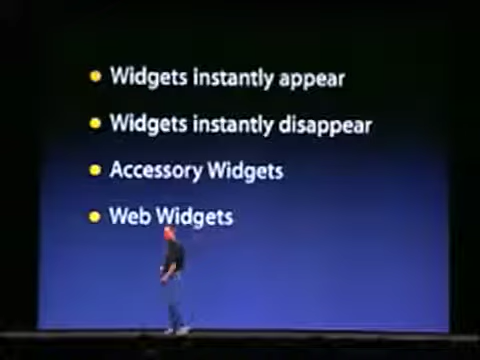 Widgets instantly appear
Widgets instantly disappear
Accessory Widgets
Web Widgets